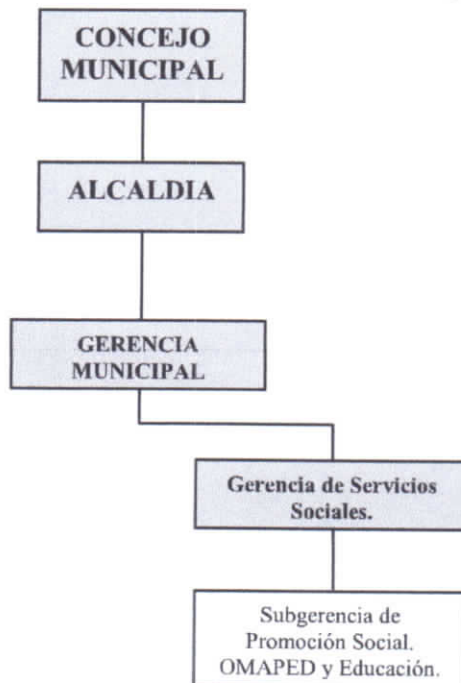 CONCEJO
MUNICIPAL
ALCALDIA
GERENCIA
MUNICIPAL
Gerencia de Servicios
Sociales.
Subgerencia de
Promoción Social.
OMAPED y Educación.